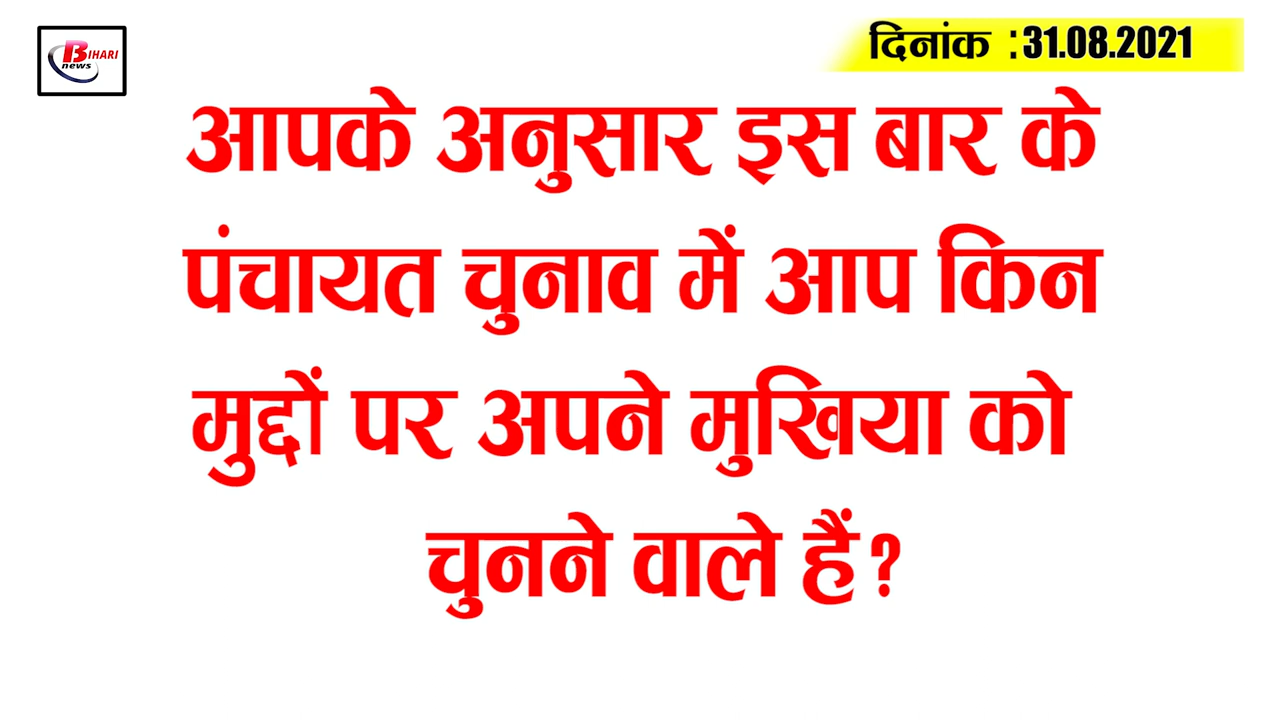 BIHARI
news
दिनांक :31.08.2021
आपके अनुसार इस बार के
पंचायत चुनाव में आप किन
मुद्दों पर अपने मुखिया को
चुनने वाले हैं?